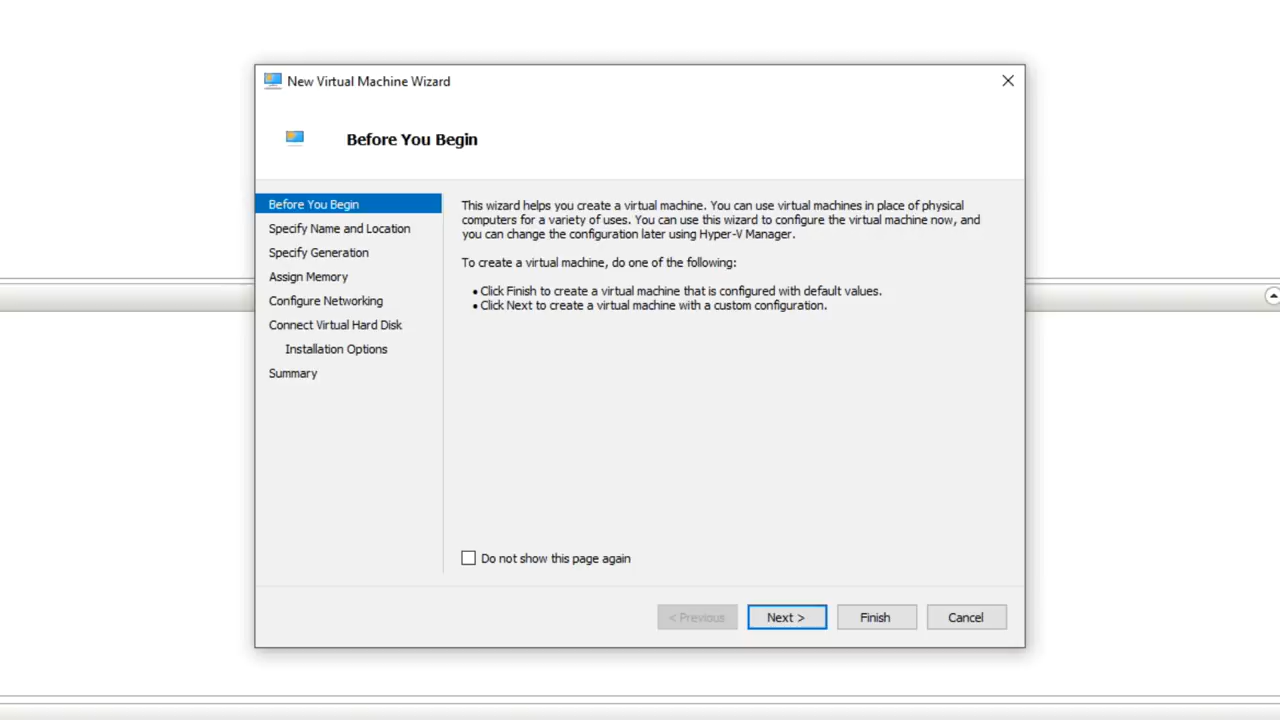 New Virtual Machine Wizard
Before You Begin
Before You Begin
Specify Name and Location
Specify Generation
Assign Memory
Configure Networking
Connect Virtual Hard Disk
Installation Options
Summary
This wizard helps you create a virtual machine. You can use virtual machines in place of physical
computers for a variety of uses. You can use this wizard to configure the virtual machine now, and
you can change the configuration later using Hyper-V Manager.
To create a virtual machine, do one of the following:
• Click Finish to create a virtual machine that is configured with default values.
• Click Next to create a virtual machine with a custom configuration.
Do not show this page again
< Previous
Next >
Finish
Cancel